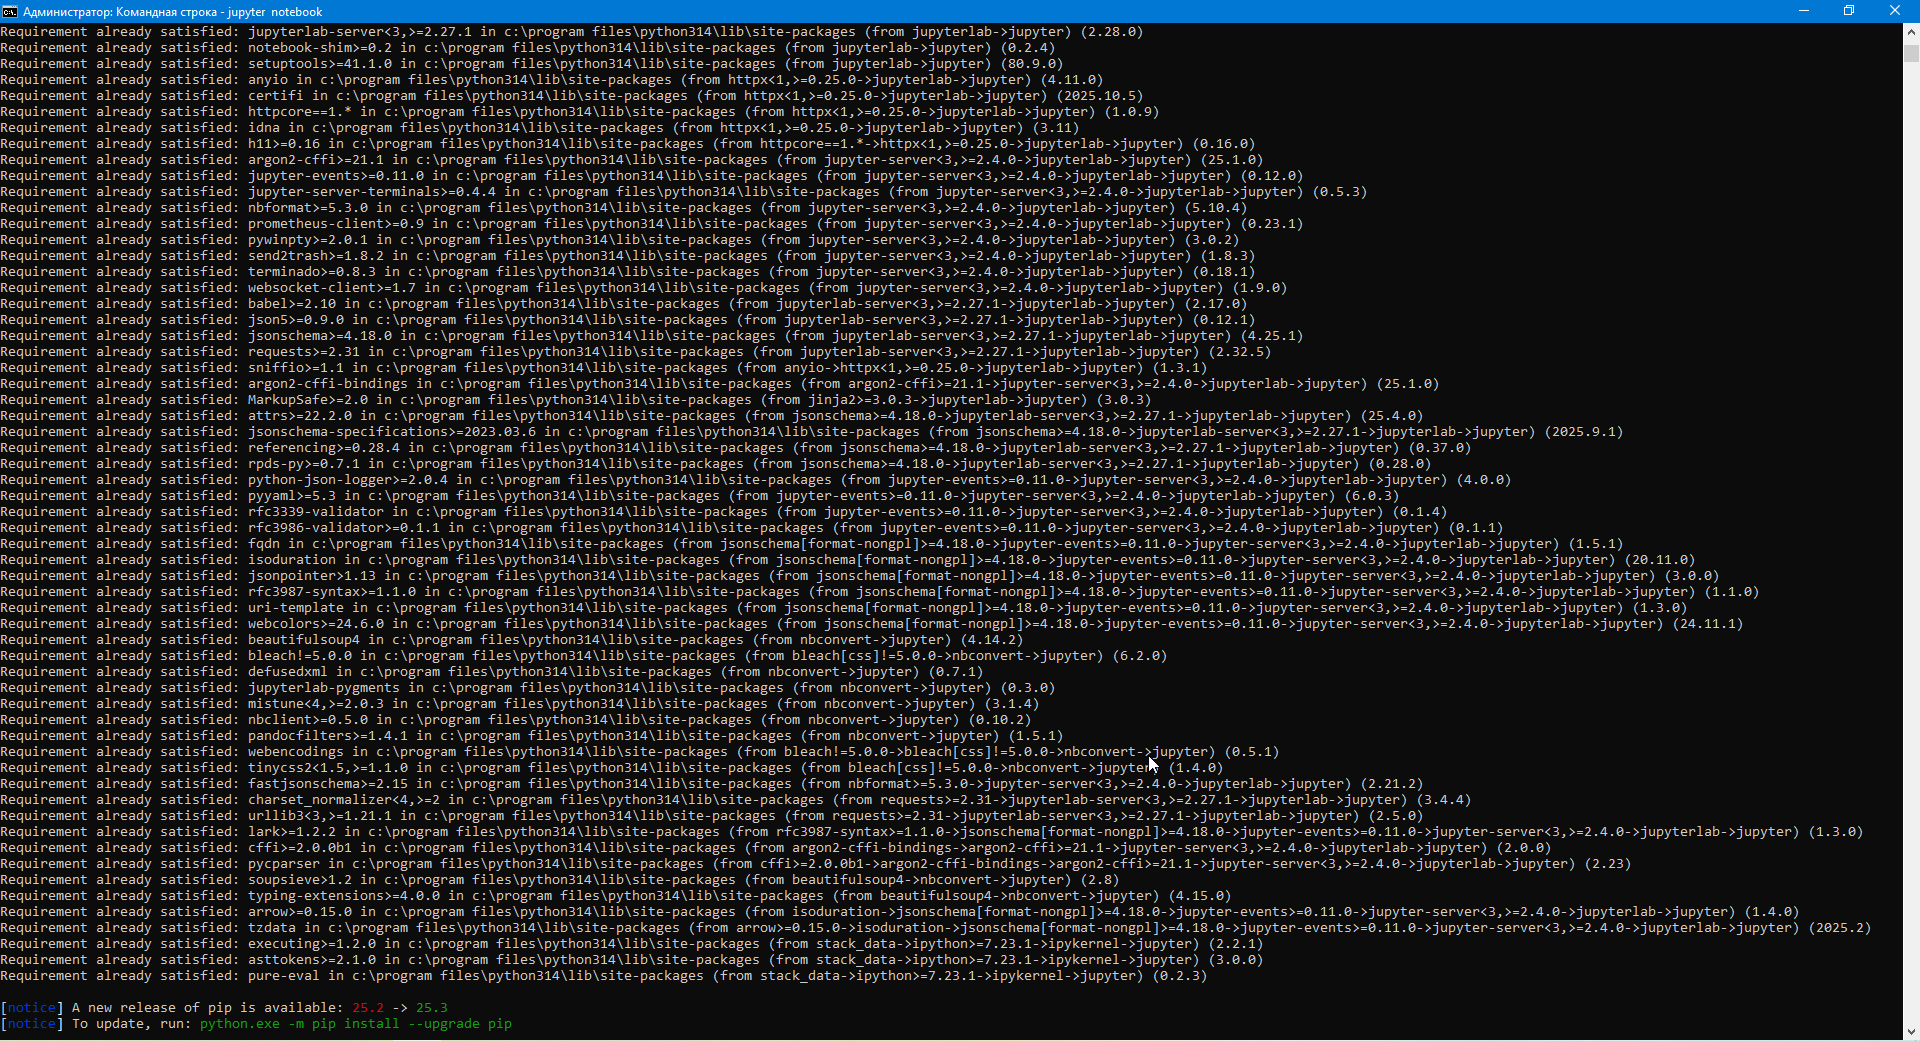 Администратор: Командная строка - jupyter notebook
Requirement already satisfied: jupyterlab-server<3,>=2.27.1 in c:\program files\python314\lib\site-packages (from jupyterlab->jupyter) (2.28.0)
Requirement already satisfied: notebook-shim>=0.2 in c:\program files\python314\lib\site-packages (from jupyterlab->jupyter) (0.2.4)
Requirement already satisfied: setuptools>=41.1.0 in c:\program files\python314\lib\site-packages (from jupyterlab->jupyter) (80.9.0)
Requirement already satisfied: anyio in c:\program files\python314\lib\site-packages (from httpx<1,>=0.25.0->jupyterlab->jupyter) (4.11.0)
Requirement already satisfied: certifi in c:\program files\python314\lib\site-packages (from httpx<1,>=0.25.0->jupyterlab->jupyter) (2025.10.5)
Requirement already satisfied: httpcore==1.* in c:\program files\python314\lib\site-packages (from httpx<1,>=0.25.0->jupyterlab->jupyter) (1.0.9)
Requirement already satisfied: idna in c:\program files\python314\lib\site-packages (from httpx<1,>=0.25.0->jupyterlab->jupyter) (3.11)
Requirement already satisfied: h11>=0.16 in c:\program files\python314\lib\site-packages (from httpcore==1.*->httpx<1,>=0.25.0->jupyterlab->jupyter) (0.16.0)
Requirement already satisfied: argon2-cffi>=21.1 in c:\program files\python314\lib\site-packages (from jupyter-server<3,>=2.4.0->jupyterlab->jupyter) (25.1.0)
Requirement already satisfied: jupyter-events>=0.11.0 in c:\program files\python314\lib\site-packages (from jupyter-server<3,>=2.4.0->jupyterlab->jupyter) (0.12.0)
Requirement already satisfied: jupyter-server-terminals>=0.4.4 in c:\program files\python314\lib\site-packages (from jupyter-server<3,>=2.4.0->jupyterlab->jupyter) (0.5.3)
Requirement already satisfied: nbformat>=5.3.0 in c:\program files\python314\lib\site-packages (from jupyter-server<3,>=2.4.0->jupyterlab->jupyter) (5.10.4)
Requirement already satisfied: prometheus-client>=0.9 in c:\program files\python314\lib\site-packages (from jupyter-server<3,>=2.4.0->jupyterlab->jupyter) (0.23.1)
Requirement already satisfied: pywinpty>=2.0.1 in c:\program files\python314\lib\site-packages (from jupyter-server<3,>=2.4.0->jupyterlab->jupyter) (3.0.2)
Requirement already satisfied: send2trash>=1.8.2 in c:\program files\python314\lib\site-packages (from jupyter-server<3,>=2.4.0->jupyterlab->jupyter) (1.8.3)
Requirement already satisfied: terminado>=0.8.3 in c:\program files\python314\lib\site-packages (from jupyter-server<3,>=2.4.0->jupyterlab->jupyter) (0.18.1)
Requirement already satisfied: websocket-client>=1.7 in c:\program files\python314\lib\site-packages (from jupyter-server<3,>=2.4.0->jupyterlab->jupyter) (1.9.0)
Requirement already satisfied: babel>=2.10 in c:\program files\python314\lib\site-packages (from jupyterlab-server<3,>=2.27.1->jupyterlab->jupyter) (2.17.0)
Requirement already satisfied: json5>=0.9.0 in c:\program files\python314\lib\site-packages (from jupyterlab-server<3,>=2.27.1->jupyterlab->jupyter) (0.12.1)
Requirement already satisfied: jsonschema>=4.18.0 in c:\program files\python314\lib\site-packages (from jupyterlab-server<3,>=2.27.1->jupyterlab->jupyter) (4.25.1)
Requirement already satisfied: requests>=2.31 in c:\program files\python314\lib\site-packages (from jupyterlab-server<3,>=2.27.1->jupyterlab->jupyter) (2.32.5)
Requirement already satisfied: sniffio>=1.1 in c:\program files\python314\lib\site-packages (from anyio->httpx<1,>=0.25.0->jupyterlab->jupyter) (1.3.1)
Requirement already satisfied: argon2-cffi-bindings in c:\program files\python314\lib\site-packages (from argon2-cffi>=21.1->jupyter-server<3,>=2.4.0->jupyterlab->jupyter) (25.1.0)
Requirement already satisfied: MarkupSafe>=2.0 in c:\program files\python314\lib\site-packages (from jinja2>=3.0.3->jupyterlab->jupyter) (3.0.3)
Requirement already satisfied: attrs>=22.2.0 in c:\program files\python314\lib\site-packages (from jsonschema>=4.18.0->jupyterlab-server<3,>=2.27.1->jupyterlab->jupyter) (25.4.0)
Requirement already satisfied: jsonschema-specifications>=2023.03.6 in c:\program files\python314\lib\site-packages (from jsonschema>=4.18.0->jupyterlab-server<3,>=2.27.1->jupyterlab->jupyter) (2025.9.1)
Requirement already satisfied: referencing>=0.28.4 in c:\program files\python314\lib\site-packages (from jsonschema>=4.18.0->jupyterlab-server<3,>=2.27.1->jupyterlab->jupyter) (0.37.0)
Requirement already satisfied: rpds-py>=0.7.1 in c:\program files\python314\lib\site-packages (from jsonschema>=4.18.0->jupyterlab-server<3,>=2.27.1->jupyterlab->jupyter) (0.28.0)
Requirement already satisfied: python-json-logger>=2.0.4 in c:\program files\python314\lib\site-packages (from jupyter-events>=0.11.0->jupyter-server<3,>=2.4.0->jupyterlab->jupyter) (4.0.0)
Requirement already satisfied: pyyaml>=5.3 in c:\program files\python314\lib\site-packages (from jupyter-events>=0.11.0->jupyter-server<3,>=2.4.0->jupyterlab->jupyter) (6.0.3)
Requirement already satisfied: rfc3339-validator in c:\program files\python314\lib\site-packages (from jupyter-events>=0.11.0->jupyter-server<3,>=2.4.0->jupyterlab->jupyter) (0.1.4)
Requirement already satisfied: rfc3986-validator>=0.1.1 in c:\program files\python314\lib\site-packages (from jupyter-events>=0.11.0->jupyter-server<3,>=2.4.0->jupyterlab->jupyter) (0.1.1)
Requirement already satisfied: fqdn in c:\program files\python314\lib\site-packages (from jsonschema[format-nongpl]>=4.18.0->jupyter-events>=0.11.0->jupyter-server<3,>=2.4.0->jupyterlab->jupyter) (1.5.1)
Requirement already satisfied: isoduration in c:\program files\python314\lib\site-packages (from jsonschema[format-nongpl]>=4.18.0->jupyter-events>=0.11.0->jupyter-server<3,>=2.4.0->jupyterlab->jupyter) (20.11.0)
Requirement already satisfied: jsonpointer>1.13 in c:\program files\python314\lib\site-packages (from jsonschema[format-nongpl]>=4.18.0->jupyter-events>=0.11.0->jupyter-server<3,>=2.4.0->jupyterlab->jupyter) (3.0.0)
Requirement already satisfied: rfc3987-syntax>=1.1.0 in c:\program files\python314\lib\site-packages (from jsonschema[format-nongpl]>=4.18.0->jupyter-events>=0.11.0->jupyter-server<3,>=2.4.0->jupyterlab->jupyter) (1.1.0)
Requirement already satisfied: uri-template in c:\program files\python314\lib\site-packages (from jsonschema[format-nongpl]>=4.18.0->jupyter-events>=0.11.0->jupyter-server<3,>=2.4.0->jupyterlab->jupyter) (1.3.0)
Requirement already satisfied: webcolors>=24.6.0 in c:\program files\python314\lib\site-packages (from jsonschema[format-nongpl]>=4.18.0->jupyter-events>=0.11.0->jupyter-server<3,>=2.4.0->jupyterlab->jupyter) (24.11.1)
Requirement already satisfied: beautifulsoup4 in c:\program files\python314\lib\site-packages (from nbconvert->jupyter) (4.14.2)
Requirement already satisfied: bleach!=5.0.0 in c:\program files\python314\lib\site-packages (from bleach[css]!=5.0.0->nbconvert->jupyter) (6.2.0)
Requirement already satisfied: defusedxml in c:\program files\python314\lib\site-packages (from nbconvert->jupyter) (0.7.1)
Requirement already satisfied: jupyterlab-pygments in c:\program files\python314\lib\site-packages (from nbconvert->jupyter) (0.3.0)
Requirement already satisfied: mistune<4,>=2.0.3 in c:\program files\python314\lib\site-packages (from nbconvert->jupyter) (3.1.4)
Requirement already satisfied: nbclient>=0.5.0 in c:\program files\python314\lib\site-packages (from nbconvert->jupyter) (0.10.2)
Requirement already satisfied: pandocfilters>=1.4.1 in c:\program files\python314\lib\site-packages (from nbconvert->jupyter) (1.5.1)
Requirement already satisfied: webencodings in c:\program files\python314\lib\site-packages (from bleach!=5.0.0->bleach[css]!=5.0.0->nbconvert->jupyter) (0.5.1)
Requirement already satisfied: tinycss2<1.5,>=1.1.0 in c:\program files\python314\lib\site-packages (from bleach[css]!=5.0.0->nbconvert->jupyter) (1.4.0)
Requirement already satisfied: fastjsonschema>=2.15 in c:\program files\python314\lib\site-packages (from nbformat>=5.3.0->jupyter-server<3,>=2.4.0->jupyterlab->jupyter) (2.21.2)
Requirement already satisfied: charset_normalizer<4,>=2 in c:\program files\python314\lib\site-packages (from requests>=2.31->jupyterlab-server<3,>=2.27.1->jupyterlab->jupyter) (3.4.4)
Requirement already satisfied: urllib3<3,>=1.21.1 in c:\program files\python314\lib\site-packages (from requests>=2.31->jupyterlab-server<3,>=2.27.1->jupyterlab->jupyter) (2.5.0)
Requirement already satisfied: lark>=1.2.2 in c:\program files\python314\lib\site-packages (from rfc3987-syntax>=1.1.0->jsonschema[format-nongpl]>=4.18.0->jupyter-events>=0.11.0->jupyter-server<3,>=2.4.0->jupyterlab->jupyter) (1.3.0)
Requirement already satisfied: cffi>=2.0.0b1 in c:\program files\python314\lib\site-packages (from argon2-cffi-bindings->argon2-cffi>=21.1->jupyter-server<3,>=2.4.0->jupyterlab->jupyter) (2.0.0)
Requirement already satisfied: pycparser in c:\program files\python314\lib\site-packages (from cffi>=2.0.0b1->argon2-cffi-bindings->argon2-cffi>=21.1->jupyter-server<3,>=2.4.0->jupyterlab->jupyter) (2.23)
Requirement already satisfied: soupsieve>1.2 in c:\program files\python314\lib\site-packages (from beautifulsoup4->nbconvert->jupyter) (2.8)
Requirement already satisfied: typing-extensions>=4.0.0 in c:\program files\python314\lib\site-packages (from beautifulsoup4->nbconvert->jupyter) (4.15.0)
Requirement already satisfied: arrow>=0.15.0 in c:\program files\python314\lib\site-packages (from isoduration->jsonschema[format-nongpl]>=4.18.0->jupyter-events>=0.11.0->jupyter-server<3,>=2.4.0->jupyterlab->jupyter) (1.4.0)
Requirement already satisfied: tzdata in c:\program files\python314\lib\site-packages (from arrow>=0.15.0->isoduration->jsonschema[format-nongpl]>=4.18.0->jupyter-events>=0.11.0->jupyter-server<3,>=2.4.0->jupyterlab->jupyter) (2025.2)
Requirement already satisfied: executing>=1.2.0 in c:\program files\python314\lib\site-packages (from stack_data->ipython>=7.23.1->ipykernel->jupyter) (2.2.1)
Requirement already satisfied: asttokens>=2.1.0 in c:\program files\python314\lib\site-packages (from stack_data->ipython>=7.23.1->ipykernel->jupyter) (3.0.0)
Requirement already satisfied: pure-eval in c:\program files\python314\lib\site-packages (from stack_data->ipython>=7.23.1->ipykernel->jupyter) (0.2.3)
[notice] A new release of pip is available: 25.2 -> 25.3
[notice] To update, run: python.exe -m pip install --upgrade pip